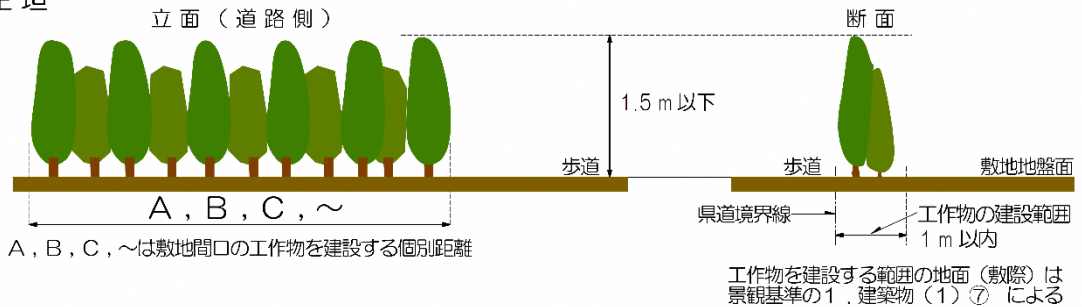 立面（道路側）
断面
1.5ｍ以下
歩道
歩道
敷地地盤面
Ａ，Ｂ，Ｃ，～
県道境界線
工作物の建設範囲
１ｍ以内
Ａ，Ｂ，Ｃ，～は敷地間口の工作物を建設する個別距離
工作物を建設する範囲の地面（敷際）は
景観基準の１，建築物（１）⑦ による